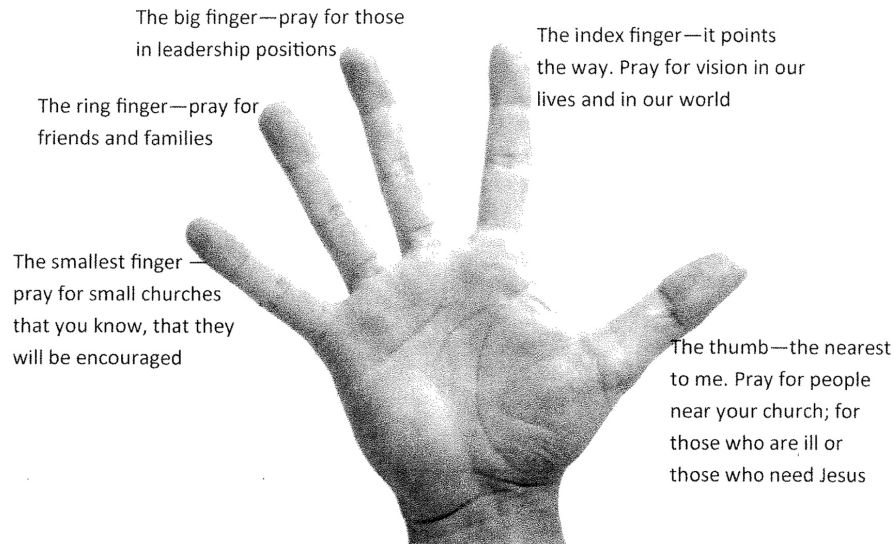 The big finger—pray for those
in leadership positions
The index finger—it points
the way. Pray for vision in our
lives and in our world
The ring finger—pray for
friends and families
The smallest finger —
pray for small churches
that you know, that they
will be encouraged
The thumb—the nearest
to me. Pray for people
near your church; for
those who are ill or
those who need Jesus